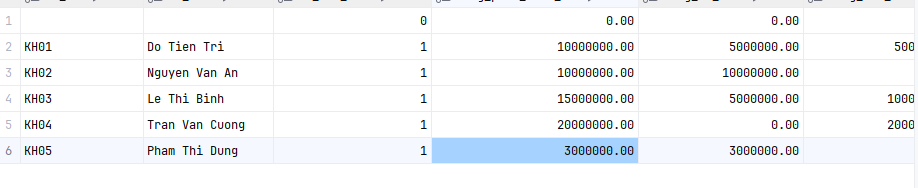 1 0 0.00 0.00
2 KH01 Do Tien Tri 1 10000000.00 5000000.00 500
3 KH02 Nguyen Van An 1 10000000.00 10000000.00
4 KH03 Le Thi Binh 1 15000000.00 5000000.00 1000
5 KH04 Tran Van Cuong 1 20000000.00 0.00 2000
6 KH05 Pham Thi Dung 1 3000000.00 3000000.00